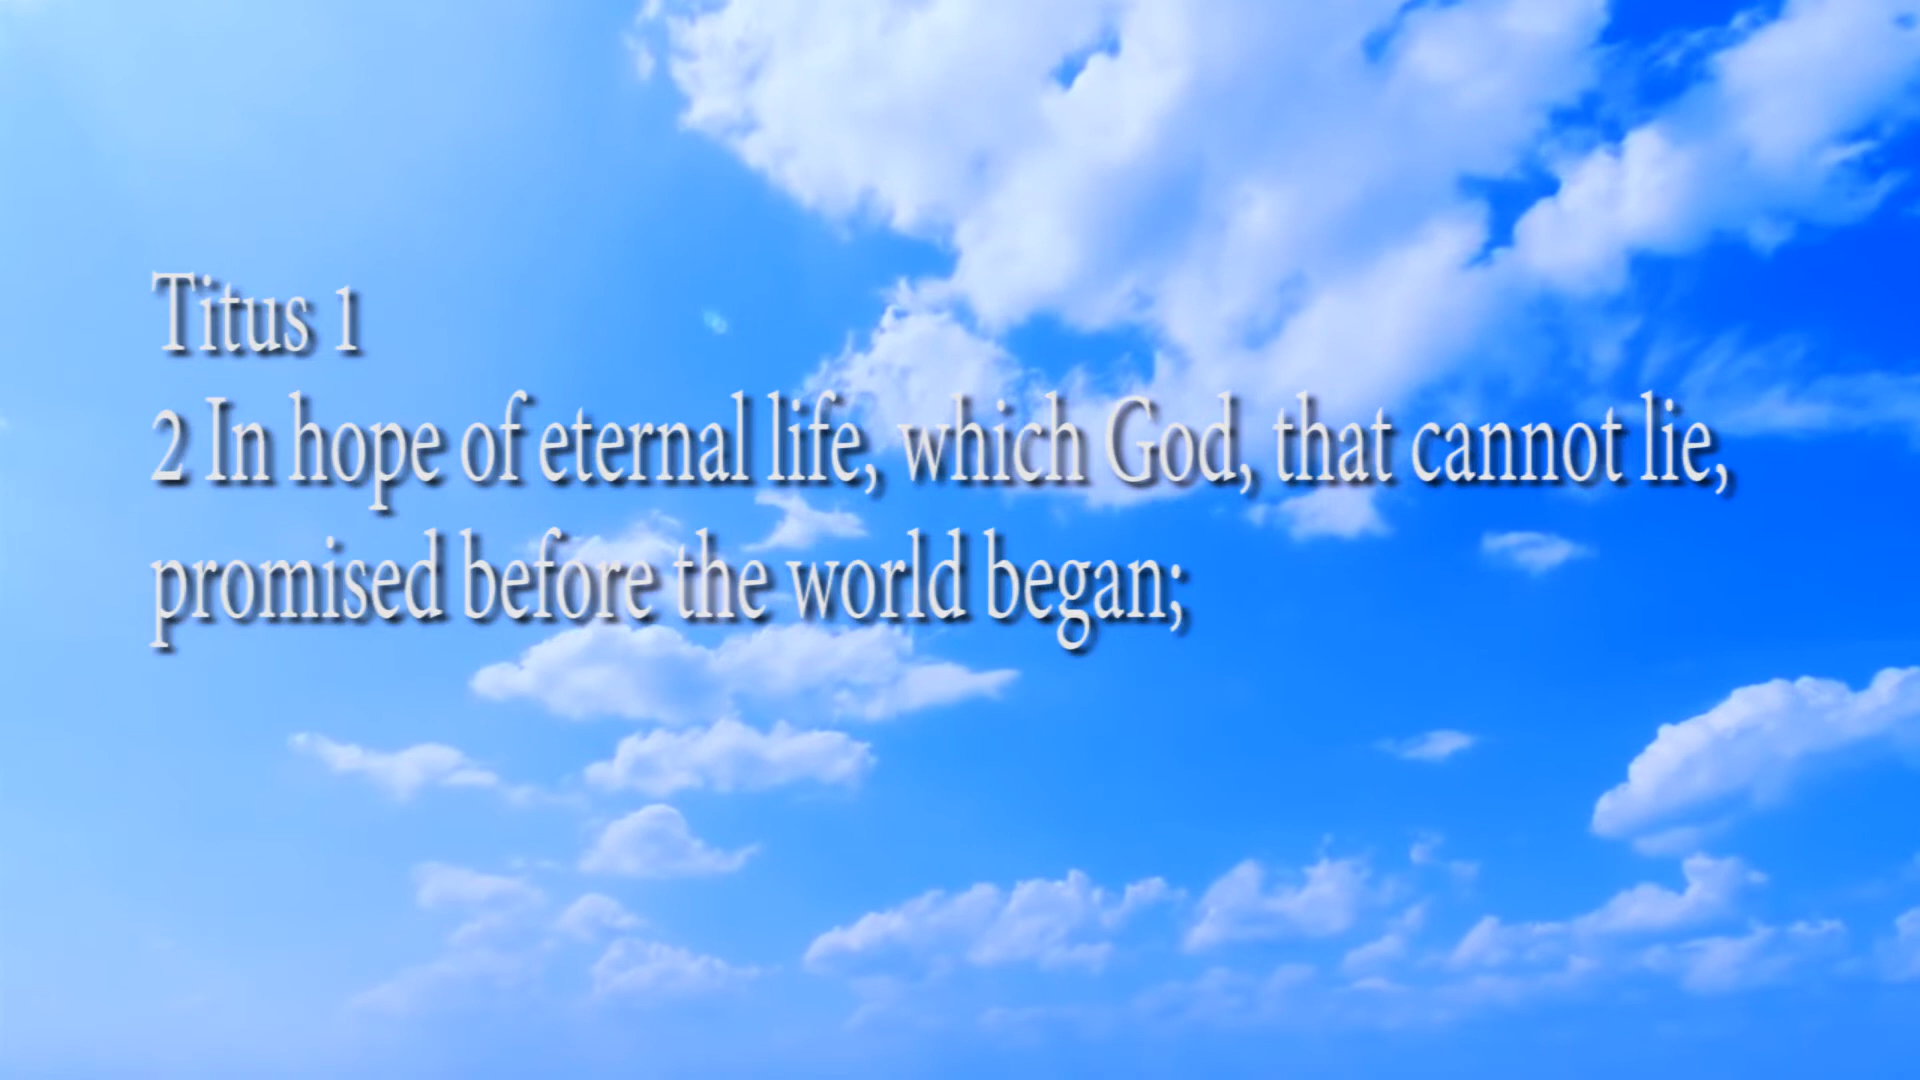 Titus 1
2 In hope of eternal life, which God, that cannot lie,
promised before the world began;